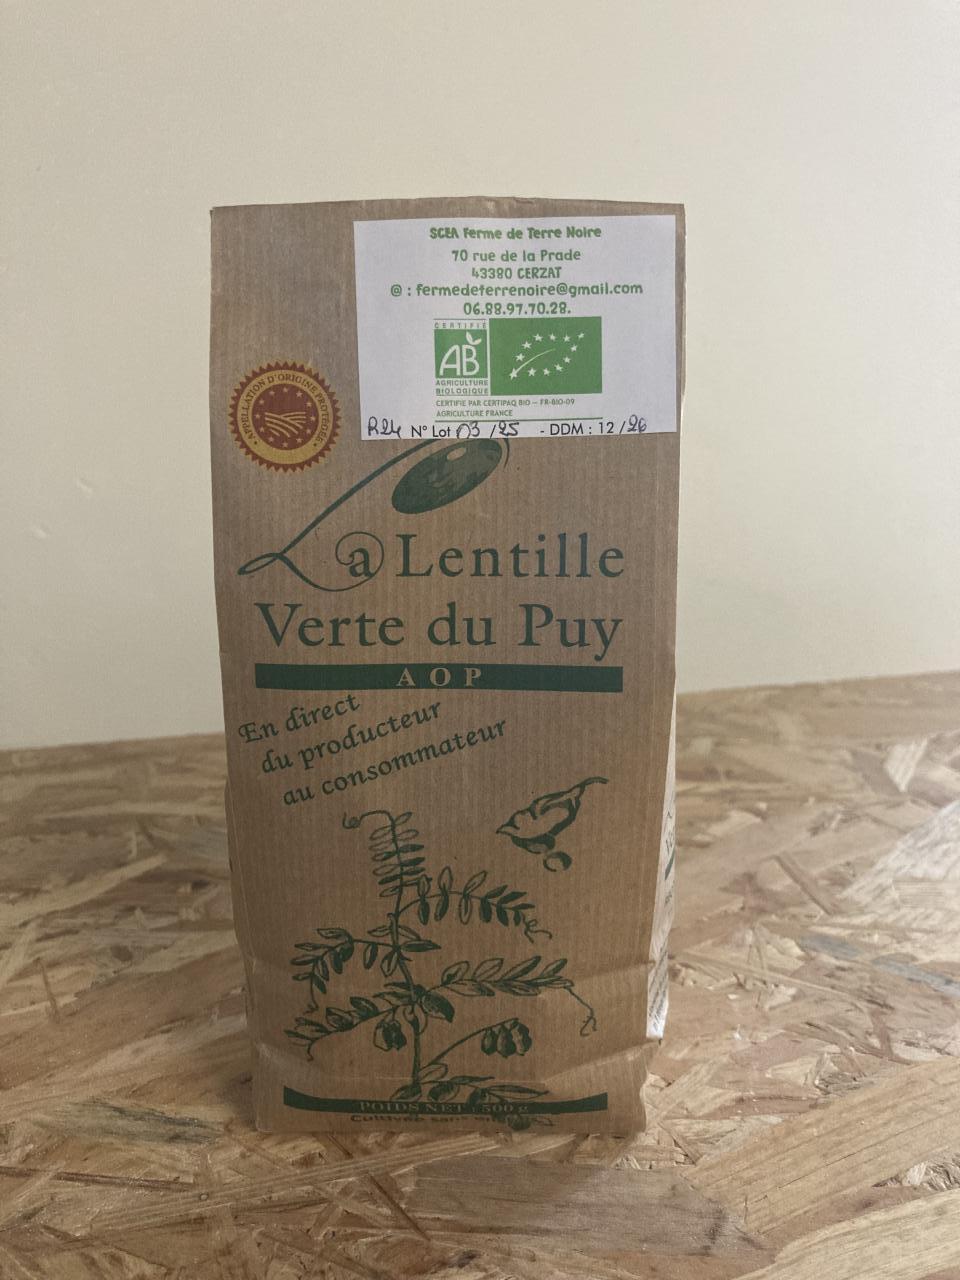 SCEA Ferme de Terre Noire
70 rue de la Prade
43380 CERZAT
@ : fermedeterrenoire@gmail.com
06.88.97.70.28.
CERTIFIÉ
AB
AGRICULTURE
BIOLOGIQUE
CERTIFIE PAR CERTIPAQ BIO – FR-BIO-09
AGRICULTURE FRANCE
R24 N° Lot 03 /25 - DDM : 12 /26
APPELLATION D'ORIGINE PROTÉGÉE
La Lentille
Verte du Puy
AOP
En direct
du producteur
au consommateur
POIDS NET : 500 g
Cultivée sans